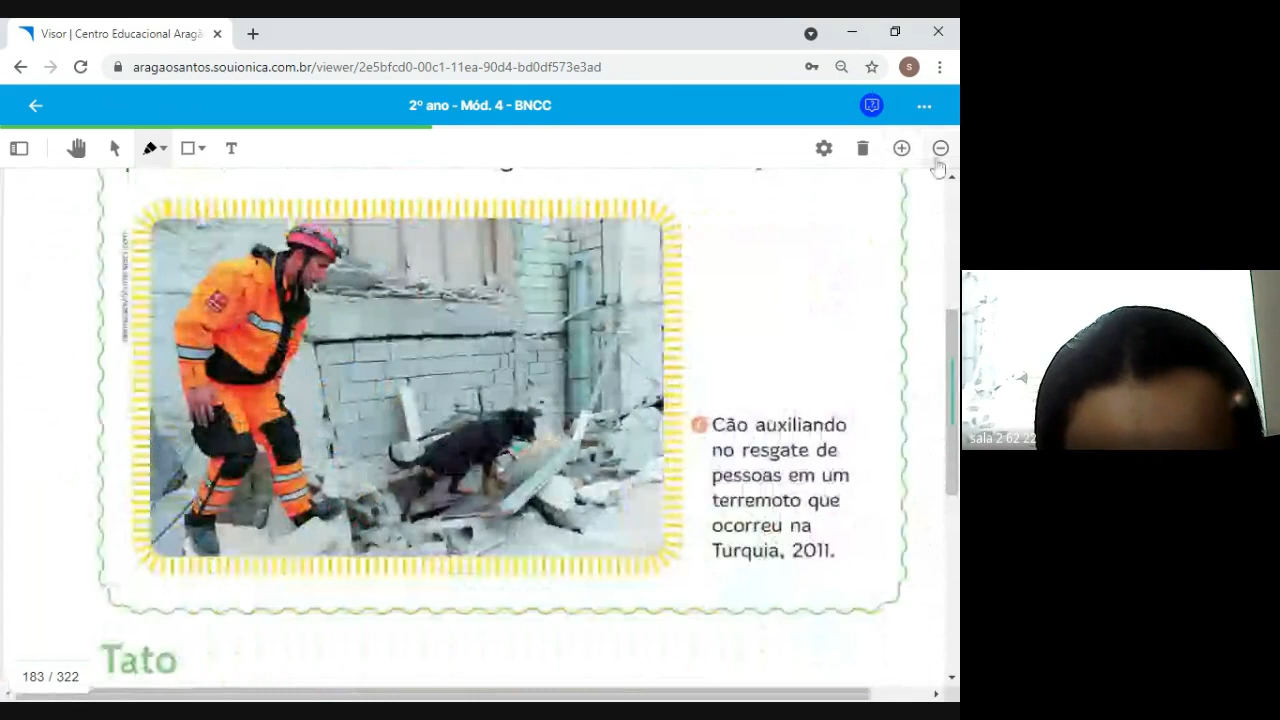 Visor | Centro Educacional Aragã
aragaosantos.souionica.com.br/viewer/2e5bfcd0-00c1-11ea-90d4-bd0df573e3ad
s
2º ano - Mód. 4 - BNCC
T
Cão auxiliando
no resgate de
pessoas em um
terremoto que
ocorreu na
Turquia, 2011.
Tato
183 / 322
sala 2 62 22